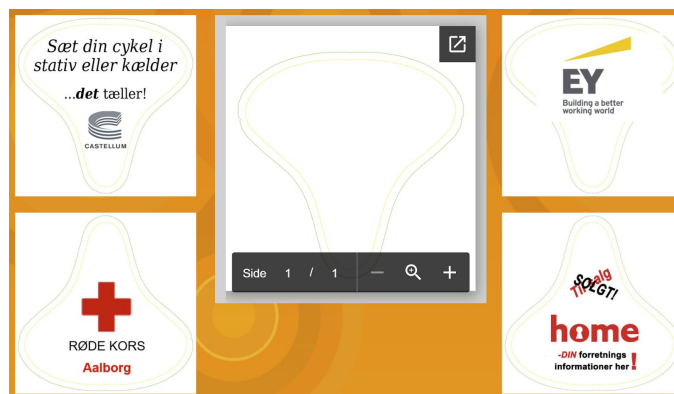 Sæt din cykel i
stativ eller kælder
...det tæller!
CASTELLUM
Side 1 / 1
EY
Building a better
working world
RØDE KORS
Aalborg
Til salg
SOLGT!
home
-DIN forretnings
informationer her !